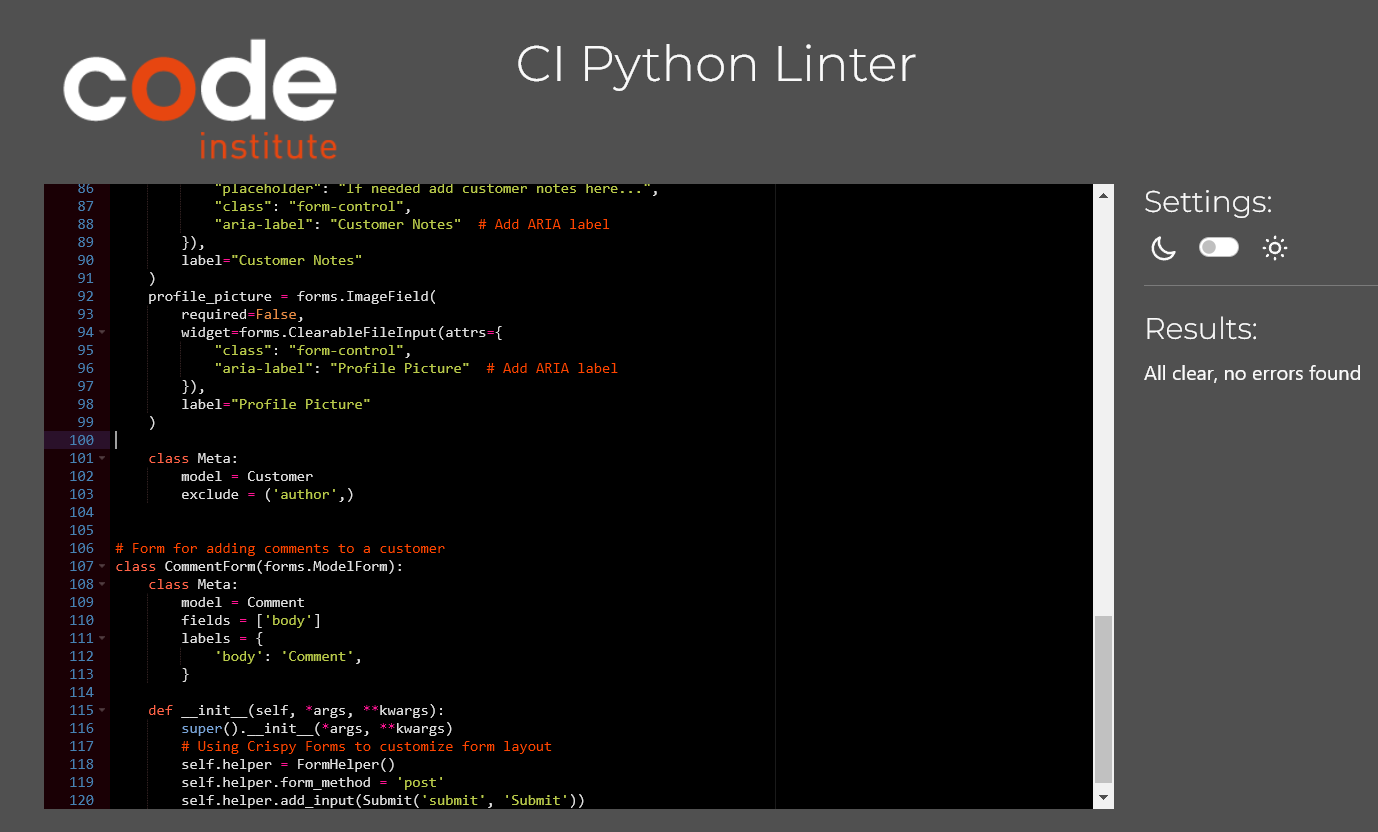 code
institute
CI Python Linter
86             "placeholder": "If needed add customer notes here...",
87             "class": "form-control",
88             "aria-label": "Customer Notes"  # Add ARIA label
89         }),
90         label="Customer Notes"
91     )
92     profile_picture = forms.ImageField(
93         required=False,
94         widget=forms.ClearableFileInput(attrs={
95             "class": "form-control",
96             "aria-label": "Profile Picture"  # Add ARIA label
97         }),
98         label="Profile Picture"
99     )
100
101     class Meta:
102         model = Customer
103         exclude = ('author',)
104
105
106 # Form for adding comments to a customer
107 class CommentForm(forms.ModelForm):
108     class Meta:
109         model = Comment
110         fields = ['body']
111         labels = {
112             'body': 'Comment',
113         }
114
115     def __init__(self, *args, **kwargs):
116         super().__init__(*args, **kwargs)
117         # Using Crispy Forms to customize form layout
118         self.helper = FormHelper()
119         self.helper.form_method = 'post'
120         self.helper.add_input(Submit('submit', 'Submit'))
Settings:
Results:
All clear, no errors found